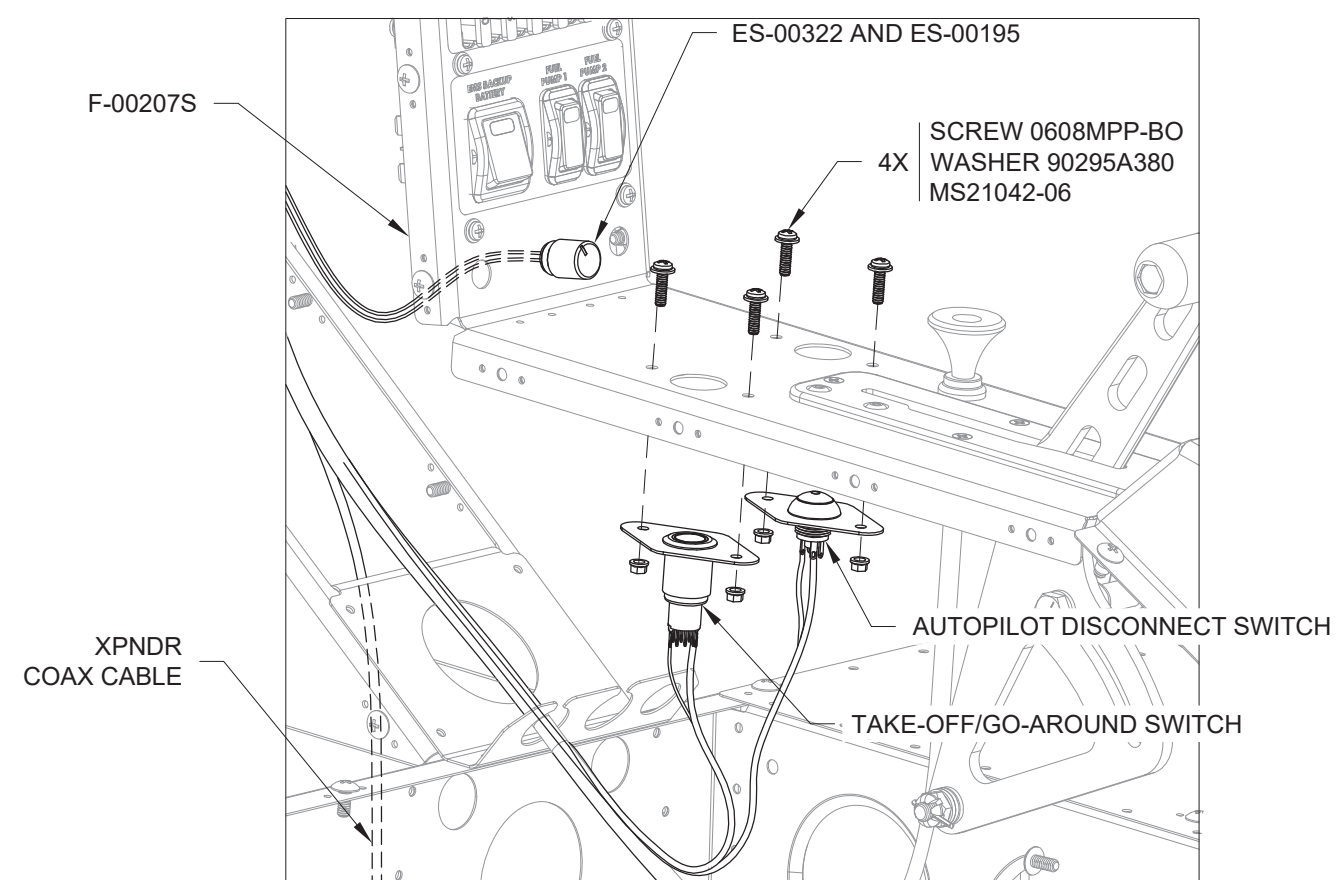 ES-00322 AND ES-00195
F-00207S
EMS BACKUP
BATTERY
FUEL
PUMP 1
FUEL
PUMP 2
4X
SCREW 0608MPP-BO
WASHER 90295A380
MS21042-06
AUTOPILOT DISCONNECT SWITCH
XPNDR
COAX CABLE
TAKE-OFF/GO-AROUND SWITCH